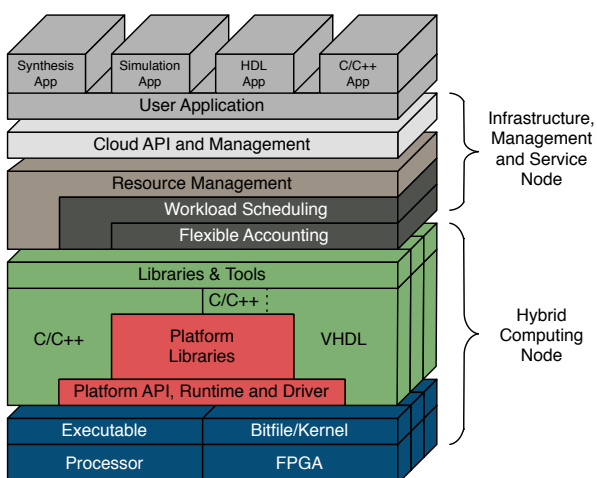 Synthesis App
Simulation App
HDL App
C/C++ App
User Application
Cloud API and Management
Resource Management
Workload Scheduling
Flexible Accounting
Infrastructure,
Management
and Service
Node
Libraries & Tools
C/C++
C/C++
Platform
Libraries
VHDL
Platform API, Runtime and Driver
Executable
Bitfile/Kernel
Processor
FPGA
Hybrid
Computing
Node